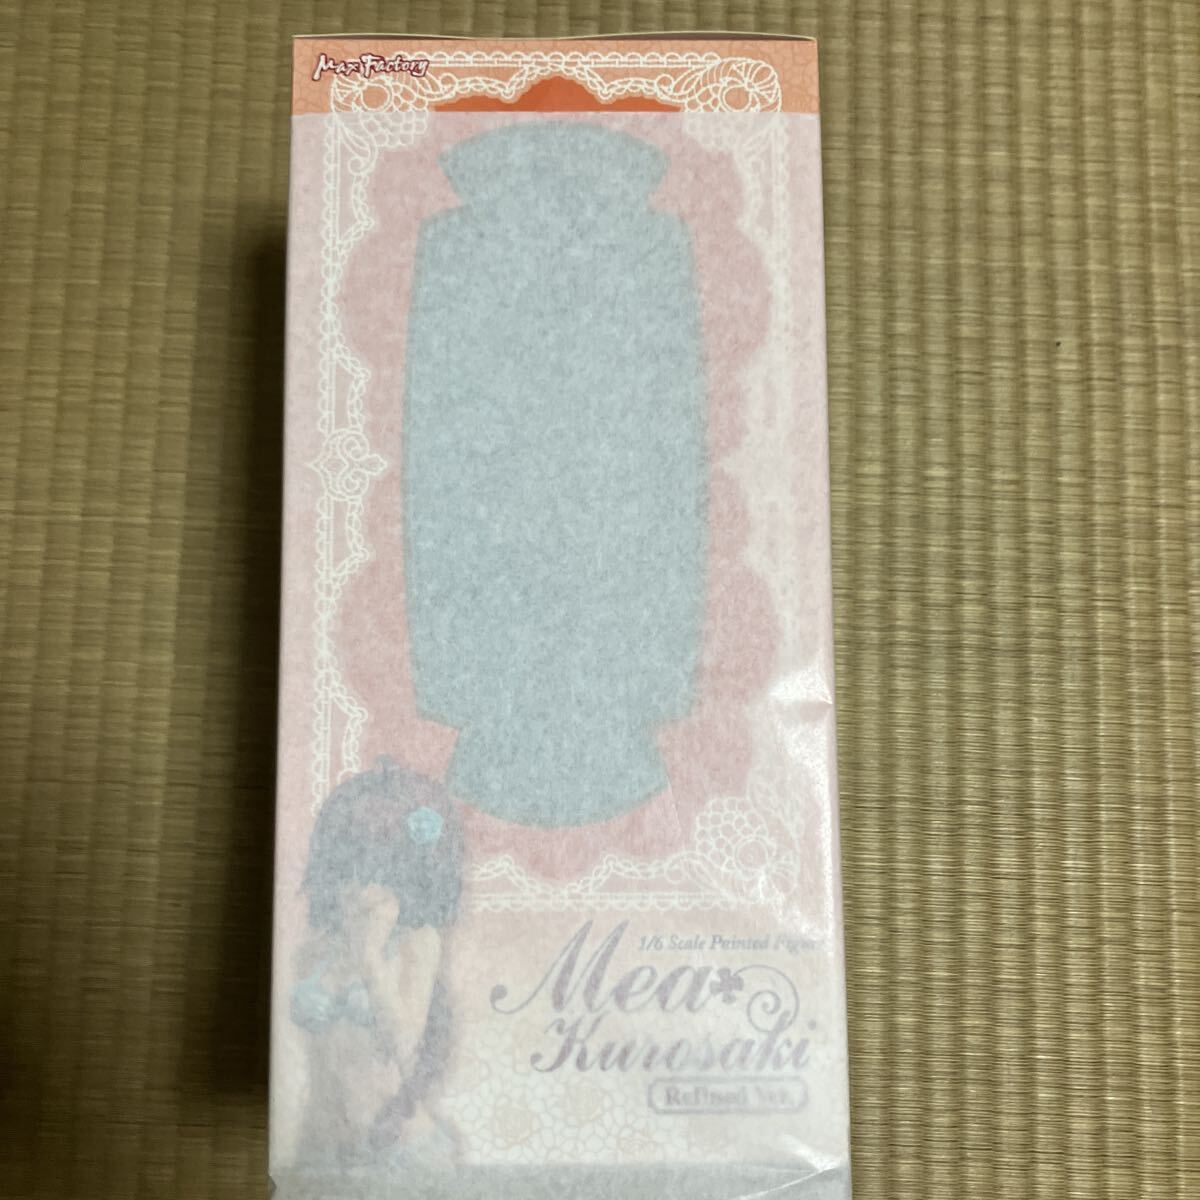 Max Factory
1/6 Scale Painted Figure
Mea
Kurosaki
Refined Ver.